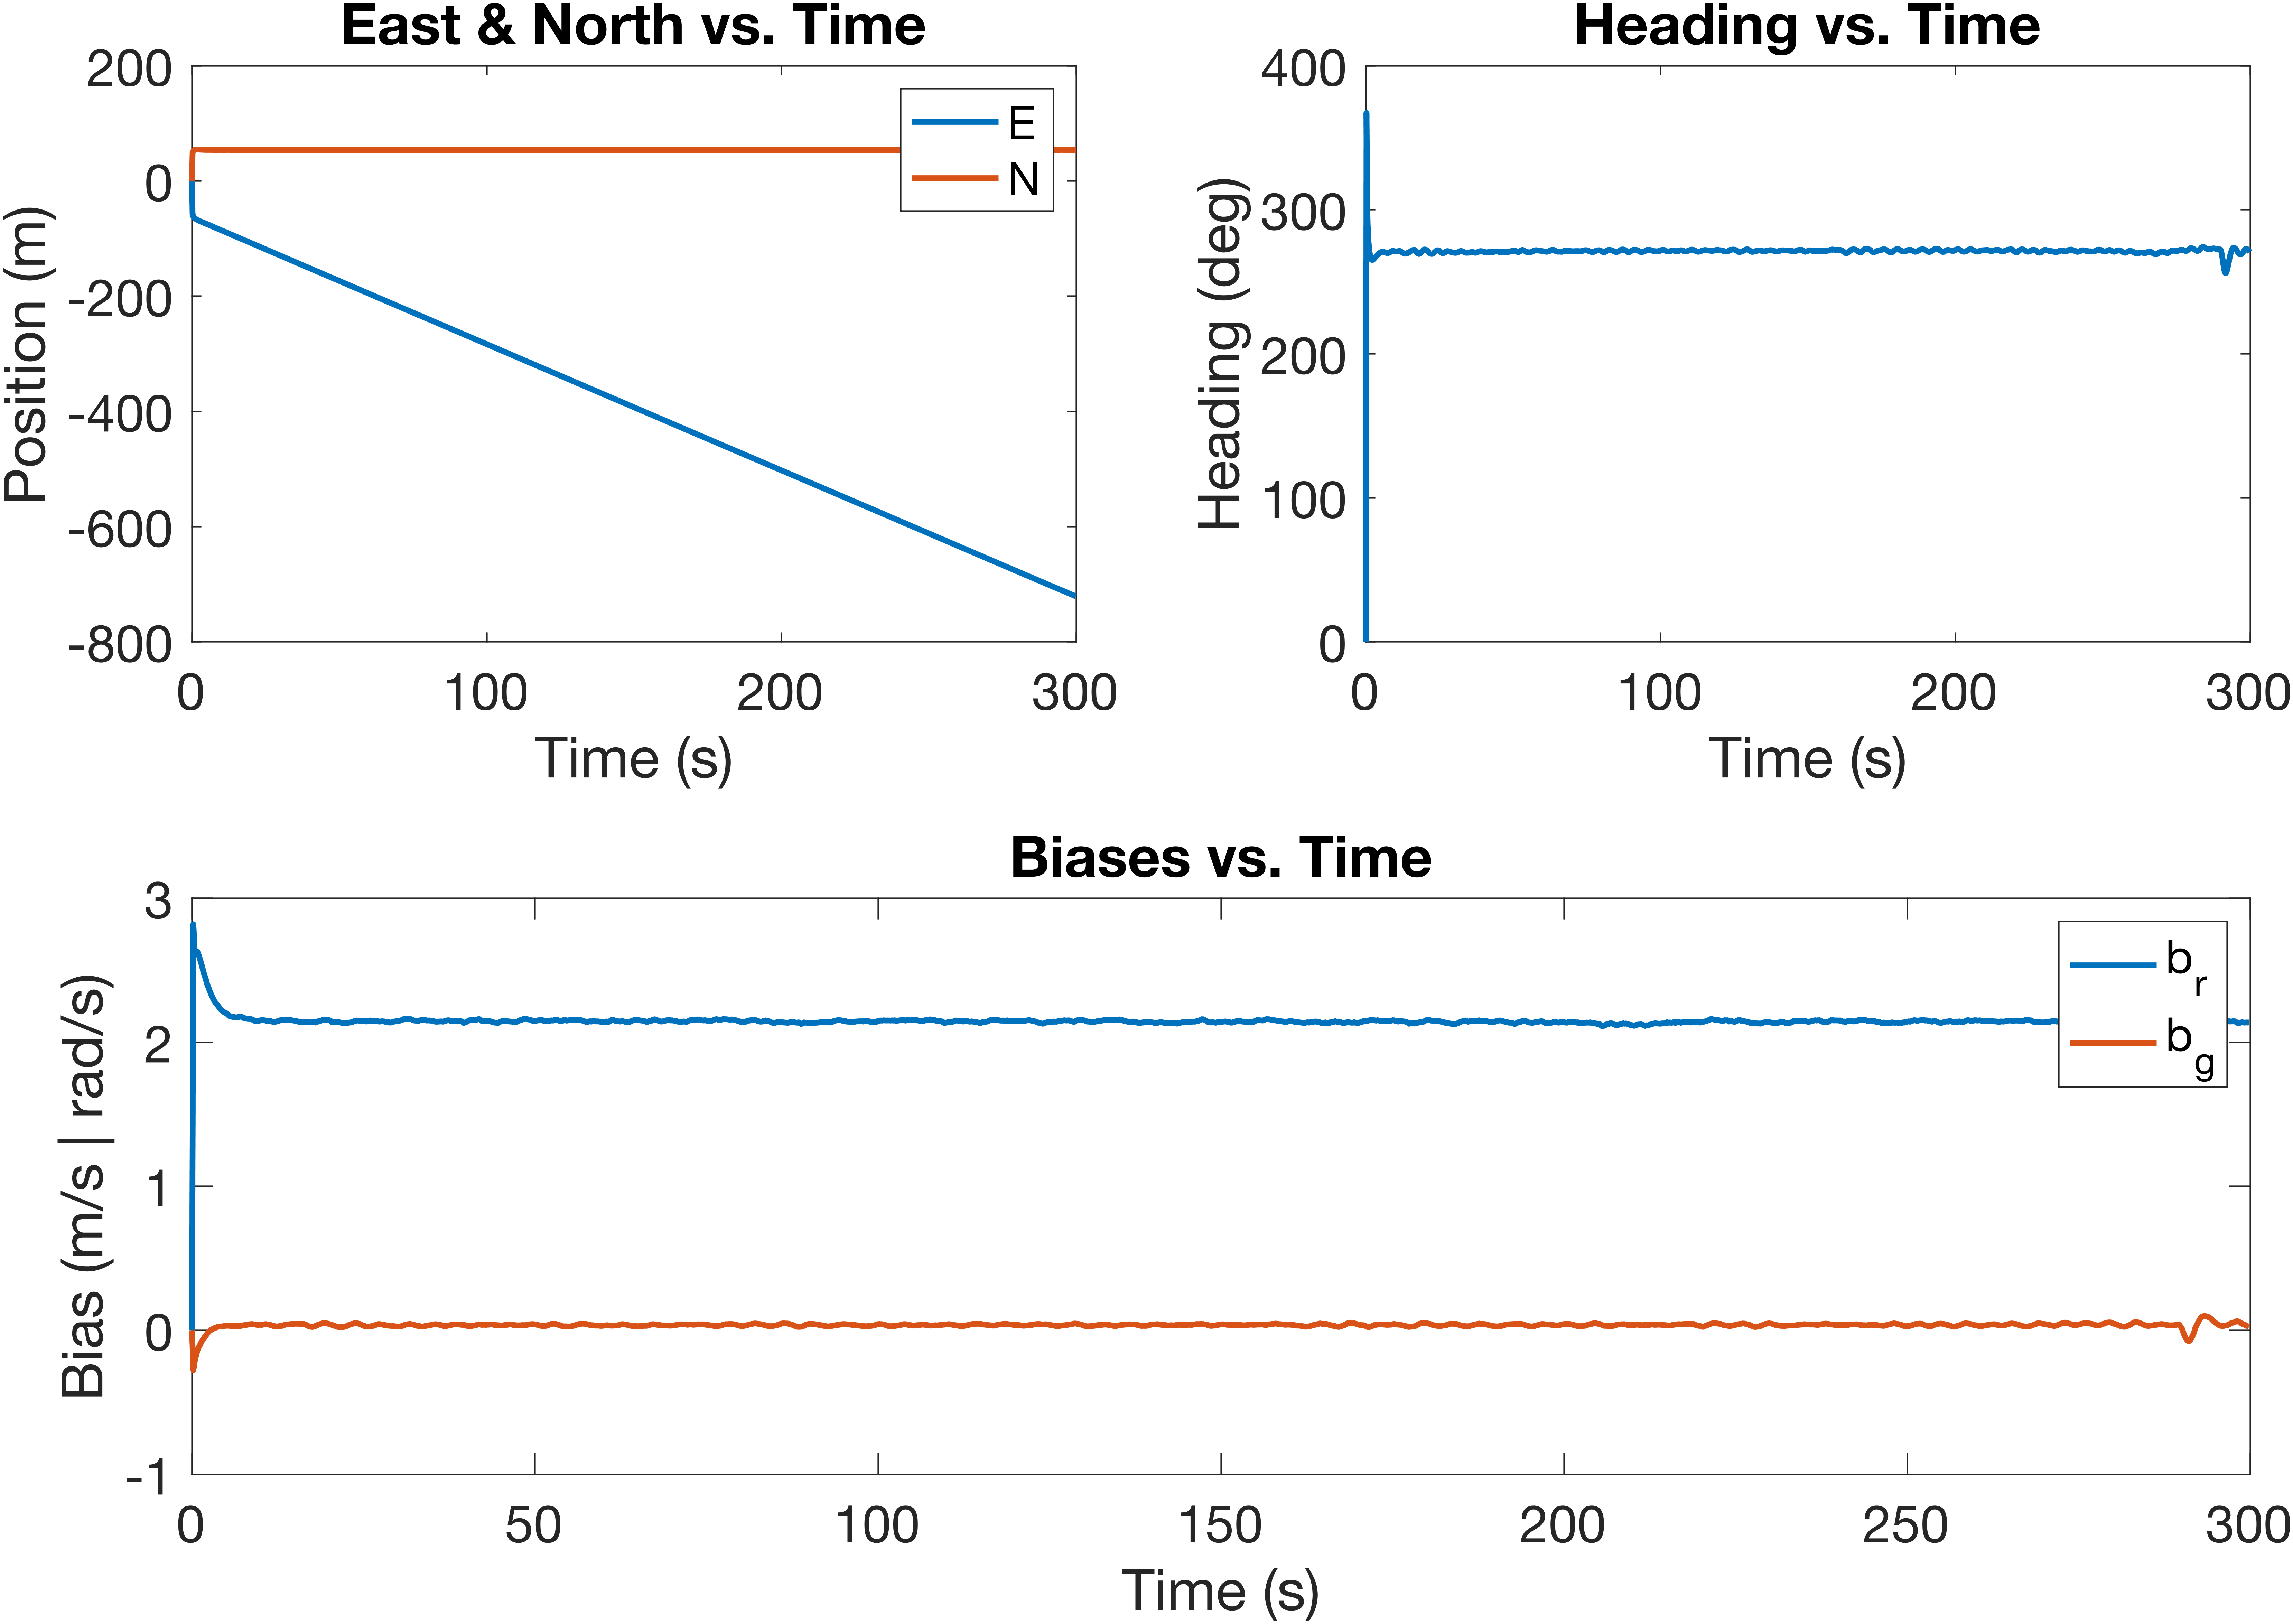 East & North vs. Time
200
0
-200
-400
-600
-800
Position (m)
E
N
0 100 200 300
Time (s)
Heading vs. Time
400
300
200
100
0
Heading (deg)
0 100 200 300
Time (s)
Biases vs. Time
3
2
1
0
-1
Bias (m/s | rad/s)
b_r
b_g
0 50 100 150 200 250 300
Time (s)